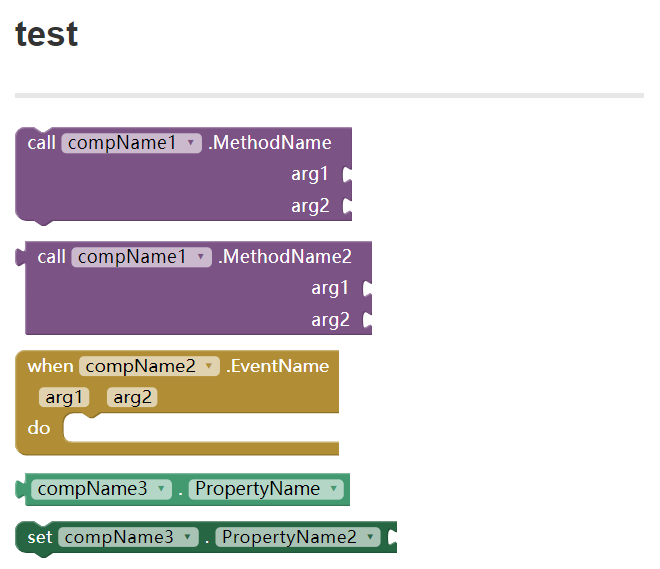 test
call compName1 .MethodName
arg1
arg2
call compName1 .MethodName2
arg1
arg2
when compName2 .EventName
arg1 arg2
do
compName3 . PropertyName
set compName3 . PropertyName2